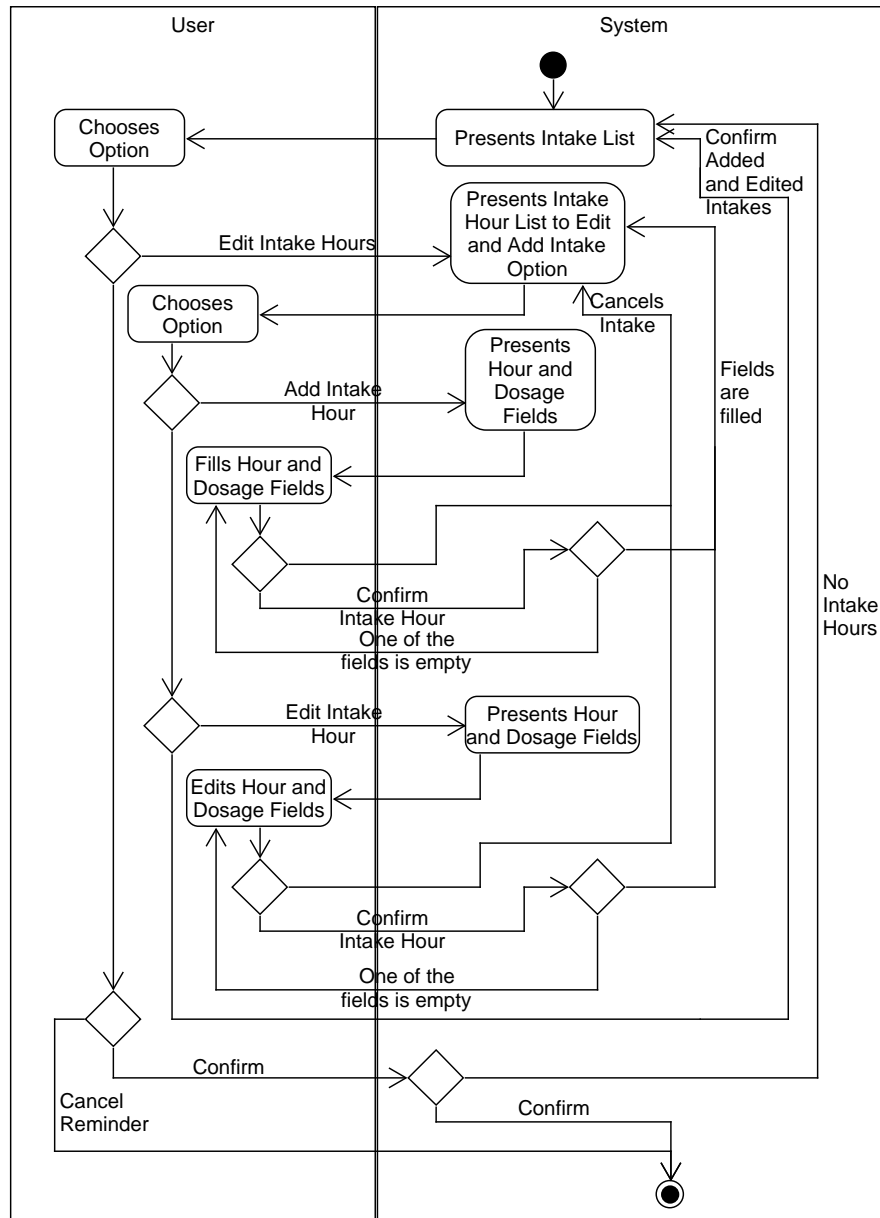 User
System
Chooses
Option
Presents Intake List
Confirm
Added
and Edited
Intakes
Presents Intake
Hour List to Edit
and Add Intake
Option
Edit Intake Hours
Chooses
Option
Cancels
Intake
Presents
Hour and
Dosage
Fields
Add Intake
Hour
Fields
are
filled
Fills Hour and
Dosage Fields
Confirm
Intake Hour
One of the
fields is empty
No
Intake
Hours
Edit Intake
Hour
Presents Hour
and Dosage Fields
Edits Hour and
Dosage Fields
Confirm
Intake Hour
One of the
fields is empty
Confirm
Cancel
Reminder
Confirm